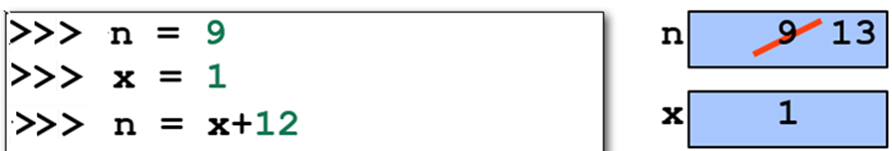 >>> n = 9
>>> x = 1
>>> n = x+12
n 9 13
x 1